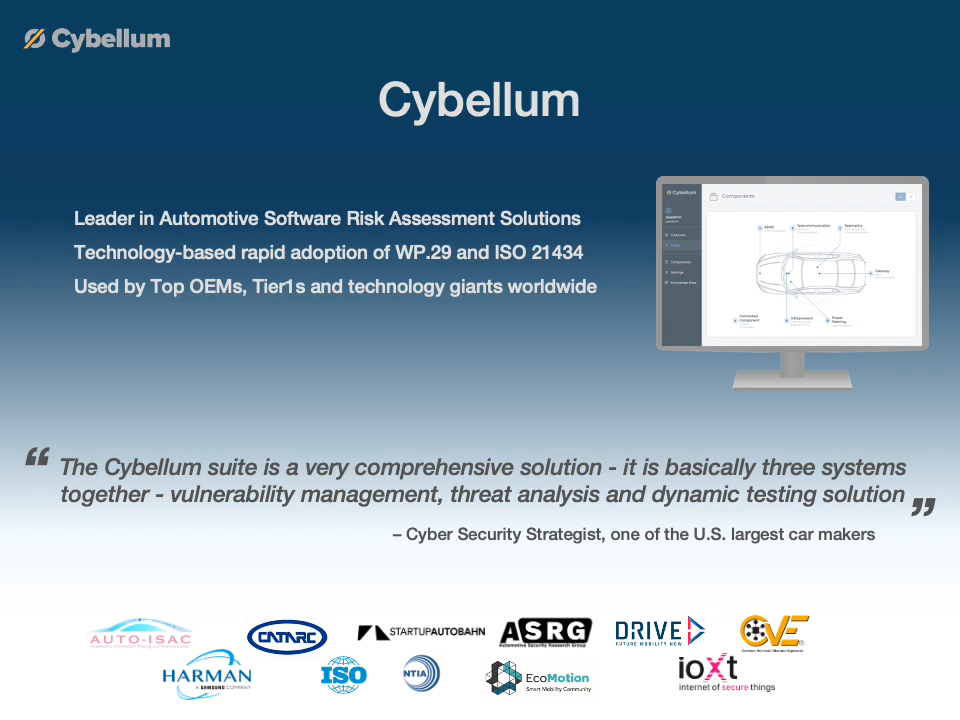 Cybellum
Cybellum
Leader in Automotive Software Risk Assessment Solutions
Technology-based rapid adoption of WP.29 and ISO 21434
Used by Top OEMs, Tier1s and technology giants worldwide
Cybellum
Components
ADAS
Telecommunication
Telematics
Gateway
Components
Settings
Knowledge Base
Connected
Component
Infotainment
Power
Steering
“ The Cybellum suite is a very comprehensive solution - it is basically three systems
together - vulnerability management, threat analysis and dynamic testing solution ”
– Cyber Security Strategist, one of the U.S. largest car makers
AUTO-ISAC
CATARC
STARTUPAUTOBAHN
ASRG
Automotive Security Research Group
DRIVE
FUTURE MOBILITY NOW
CVE
HARMAN
A SAMSUNG COMPANY
ISO
NTIA
EcoMotion
Smart Mobility Community
ioXt
internet of secure things